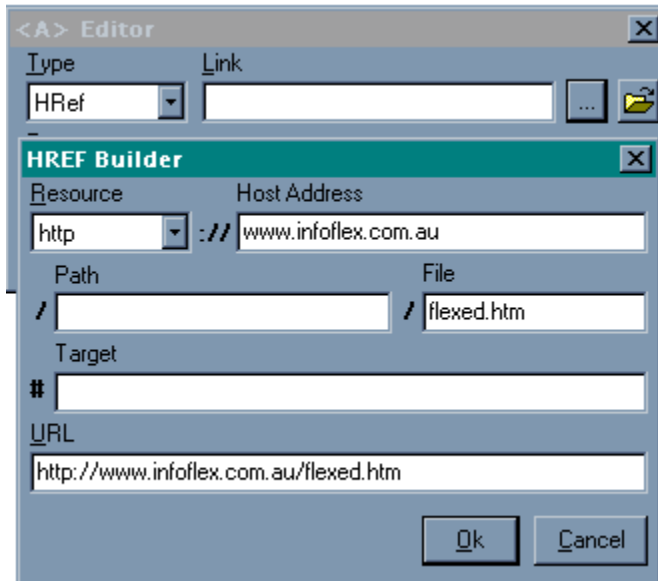 <A> Editor
Type Link
HRef ...
HREF Builder
Resource Host Address
http :// www.infoflex.com.au
Path File
/ / flexed.htm
Target
#
URL
http://www.infoflex.com.au/flexed.htm
Ok Cancel